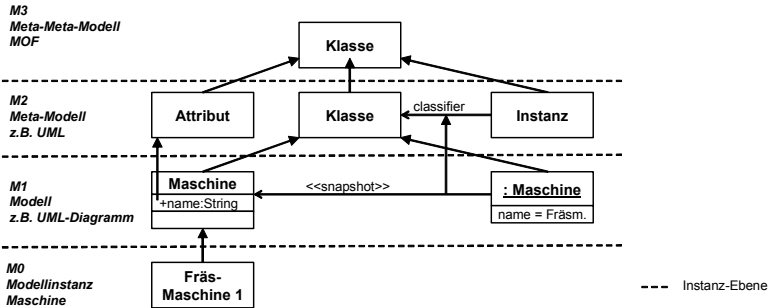 M3
Meta-Meta-Modell
MOF
Klasse
M2
Meta-Modell
z.B. UML
Attribut
Klasse
classifier
Instanz
M1
Modell
z.B. UML-Diagramm
Maschine
+name:String
<<snapshot>>
: Maschine
name = Fräsm.
M0
Modellinstanz
Maschine
Fräs-
Maschine 1
Instanz-Ebene